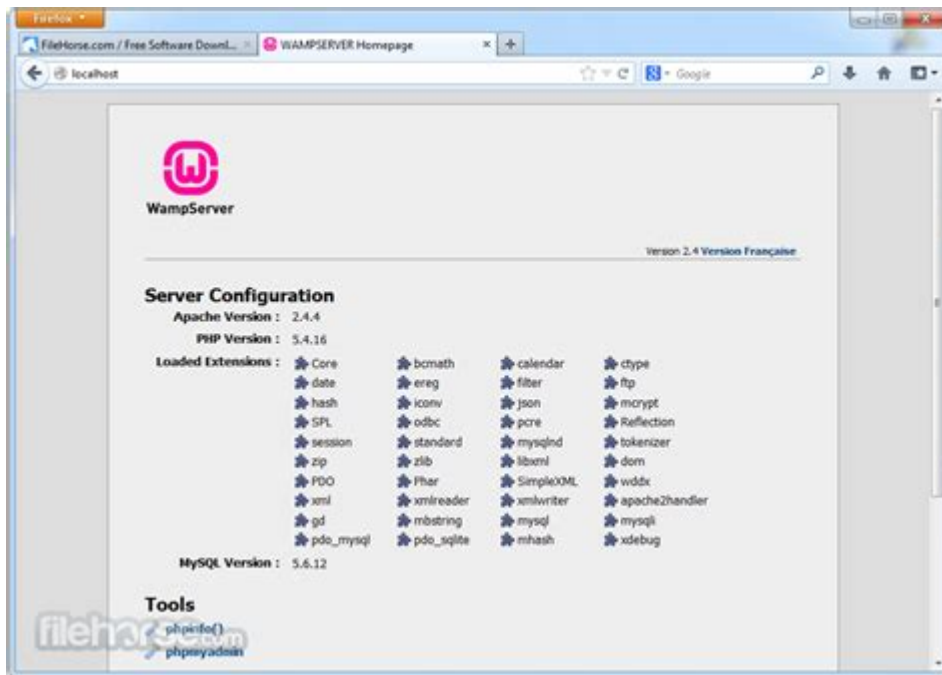 Firefox
FileHorse.com / Free Software Downl... WAMPSERVER Homepage
localhost Google
WampServer
Version 2.4 Version Française
Server Configuration
Apache Version : 2.4.4
PHP Version : 5.4.16
Loaded Extensions : Core bcmath calendar ctype
date ereg filter ftp
hash iconv json mcrypt
SPL odbc pcre Reflection
session standard mysqlnd tokenizer
zip zlib libxml dom
PDO Phar SimpleXML wddx
xml xmlreader xmlwriter apache2handler
gd mbstring mysql mysqli
pdo_mysql pdo_sqlite mhash xdebug
MySQL Version : 5.6.12
Tools
phpinfo()
filehorse.com
phpmyadmin